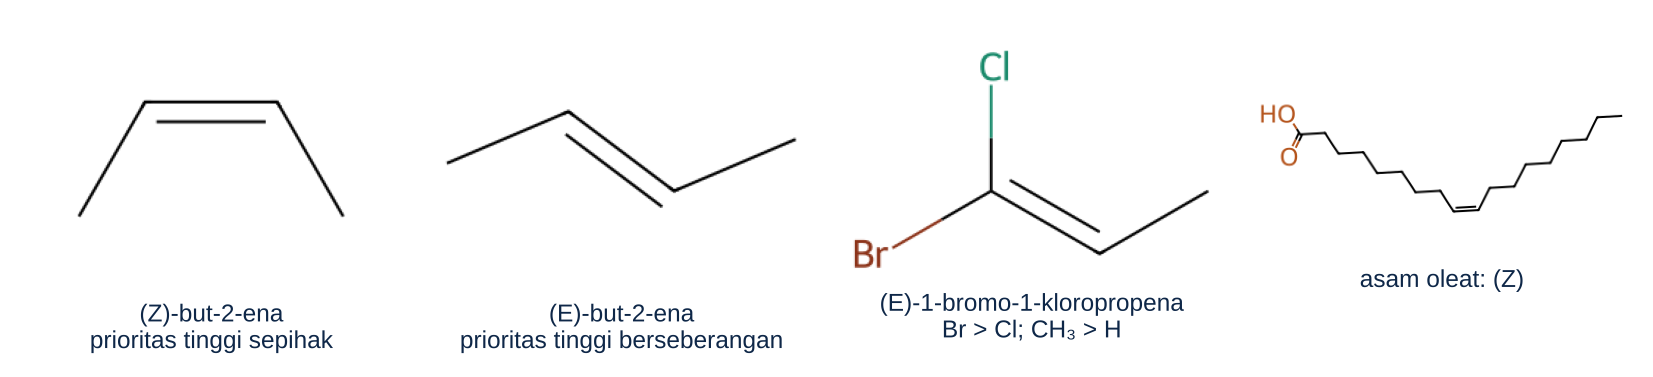 (Z)-but-2-ena
prioritas tinggi sepihak
(E)-but-2-ena
prioritas tinggi berseberangan
Cl
Br
(E)-1-bromo-1-kloropropena
Br > Cl; CH₃ > H
HO
O
asam oleat: (Z)